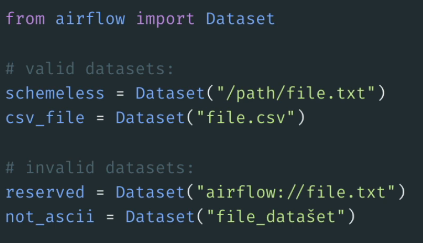 from airflow import Dataset
# valid datasets:
schemeless = Dataset("/path/file.txt")
csv_file = Dataset("file.csv")
# invalid datasets:
reserved = Dataset("airflow://file.txt")
not_ascii = Dataset("file_datašet")